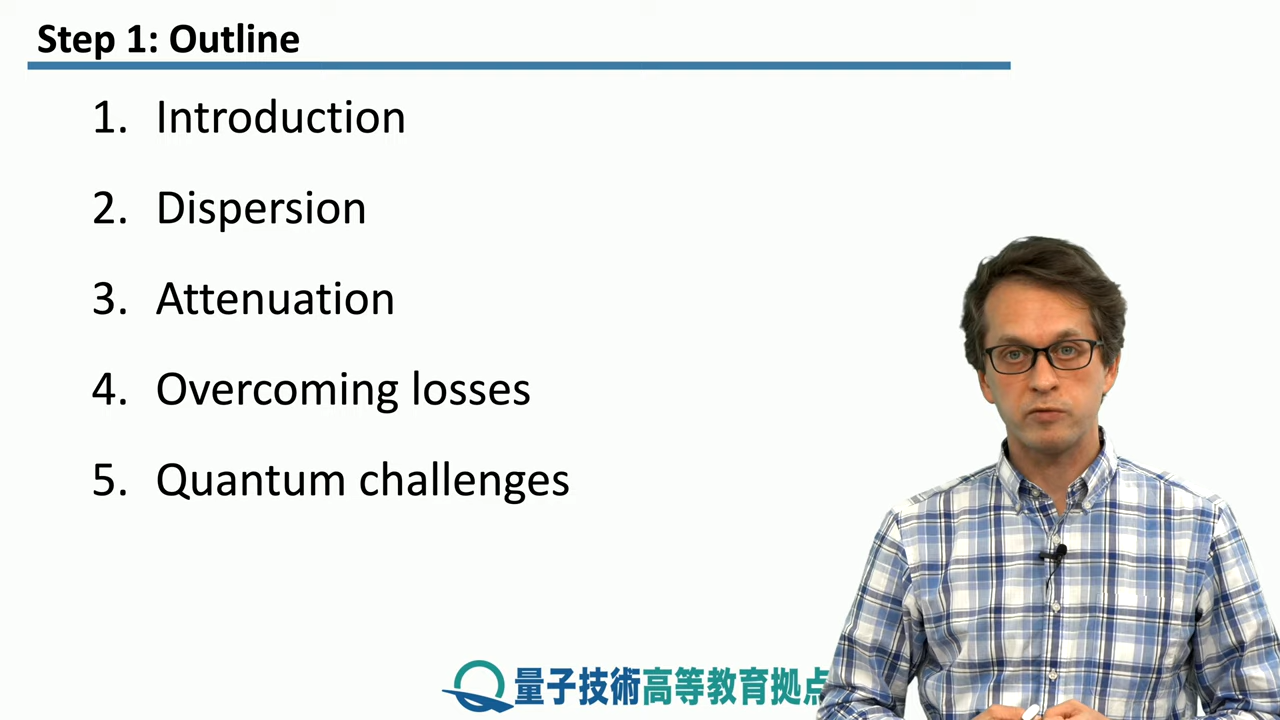 Step 1: Outline
1. Introduction
2. Dispersion
3. Attenuation
4. Overcoming losses
5. Quantum challenges
量子技術高等教育拠点